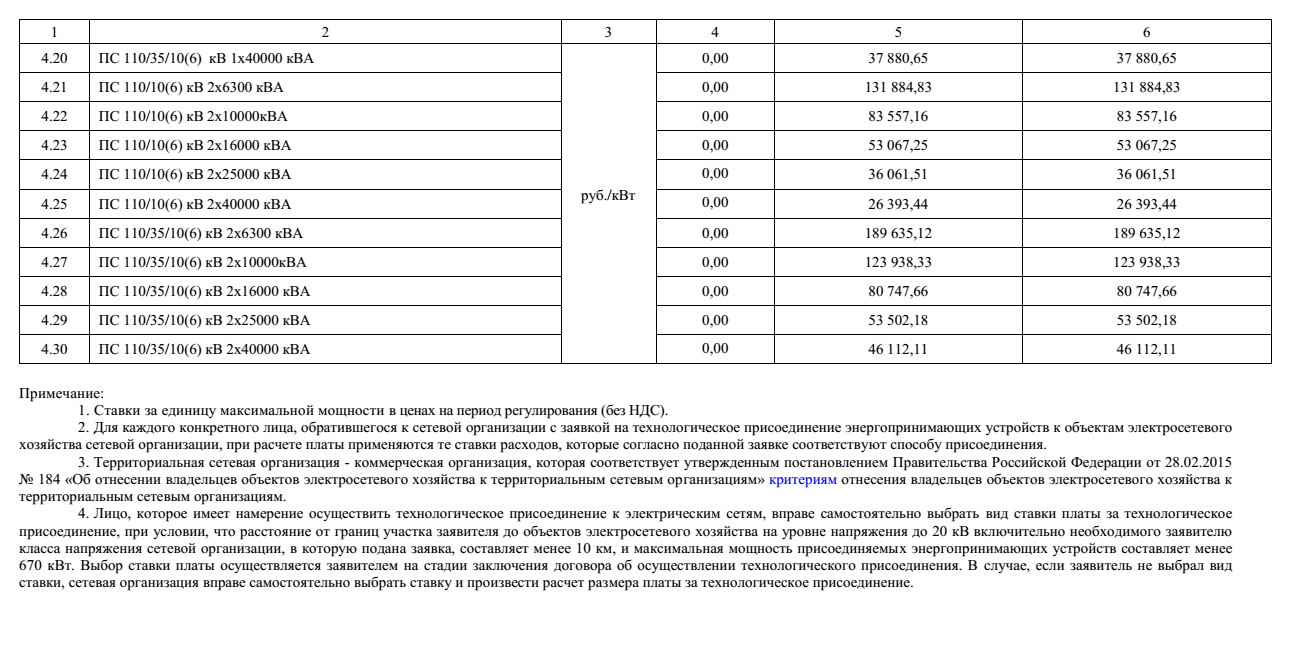 1 2 3 4 5 6
4.20 ПС 110/35/10(6) кВ 1х40000 кВА 0,00 37 880,65 37 880,65
4.21 ПС 110/10(6) кВ 2х6300 кВА 0,00 131 884,83 131 884,83
4.22 ПС 110/10(6) кВ 2х10000кВА 0,00 83 557,16 83 557,16
4.23 ПС 110/10(6) кВ 2х16000 кВА 0,00 53 067,25 53 067,25
4.24 ПС 110/10(6) кВ 2х25000 кВА 0,00 36 061,51 36 061,51
руб./кВт
4.25 ПС 110/10(6) кВ 2х40000 кВА 0,00 26 393,44 26 393,44
4.26 ПС 110/35/10(6) кВ 2х6300 кВА 0,00 189 635,12 189 635,12
4.27 ПС 110/35/10(6) кВ 2х10000кВА 0,00 123 938,33 123 938,33
4.28 ПС 110/35/10(6) кВ 2х16000 кВА 0,00 80 747,66 80 747,66
4.29 ПС 110/35/10(6) кВ 2х25000 кВА 0,00 53 502,18 53 502,18
4.30 ПС 110/35/10(6) кВ 2х40000 кВА 0,00 46 112,11 46 112,11
Примечание:
1. Ставки за единицу максимальной мощности в ценах на период регулирования (без НДС).
2. Для каждого конкретного лица, обратившегося к сетевой организации с заявкой на технологическое присоединение энергопринимающих устройств к объектам электросетевого
хозяйства сетевой организации, при расчете платы применяются те ставки расходов, которые согласно поданной заявке соответствуют способу присоединения.
3. Территориальная сетевая организация - коммерческая организация, которая соответствует утвержденным постановлением Правительства Российской Федерации от 28.02.2015
№ 184 «Об отнесении владельцев объектов электросетевого хозяйства к территориальным сетевым организациям» критериям отнесения владельцев объектов электросетевого хозяйства к
территориальным сетевым организациям.
4. Лицо, которое имеет намерение осуществить технологическое присоединение к электрическим сетям, вправе самостоятельно выбрать вид ставки платы за технологическое
присоединение, при условии, что расстояние от границ участка заявителя до объектов электросетевого хозяйства на уровне напряжения до 20 кВ включительно необходимого заявителю
класса напряжения сетевой организации, в которую подана заявка, составляет менее 10 км, и максимальная мощность присоединяемых энергопринимающих устройств составляет менее
670 кВт. Выбор ставки платы осуществляется заявителем на стадии заключения договора об осуществлении технологического присоединения. В случае, если заявитель не выбрал вид
ставки, сетевая организация вправе самостоятельно выбрать ставку и произвести расчет размера платы за технологическое присоединение.